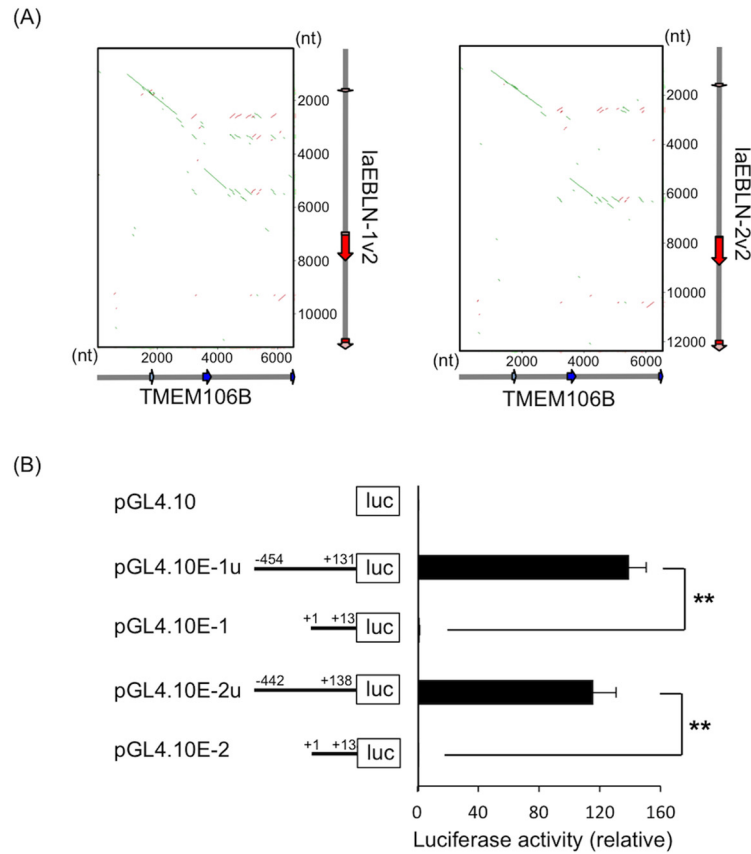 (A)
(nt)
2000
4000
6000
8000
10000
IaEBLN-1v2
(nt)
2000
4000
6000
TMEM106B
(nt)
2000
4000
6000
8000
10000
12000
IaEBLN-2v2
(nt)
2000
4000
6000
TMEM106B
(B)
pGL4.10
luc
pGL4.10E-1u
-454
+131
luc
**
pGL4.10E-1
+1
+13
luc
pGL4.10E-2u
-442
+138
luc
**
pGL4.10E-2
+1
+13
luc
0
40
80
120
160
Luciferase activity (relative)